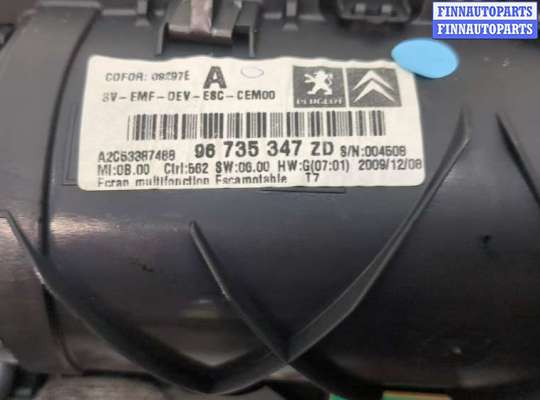 FINNAUTOPARTS
FINNAUTOPARTS
COFOR: 09297E A
SV-EMF-DEV-ESC-CEM00
PEUGEOT
A2C53387488 96 735 347 ZD S/N:004508
MI:0B.00 Ctrl:562 SW:06.00 HW:G(07:01) 2009/12/08
Ecran multifonction Escamotable T7